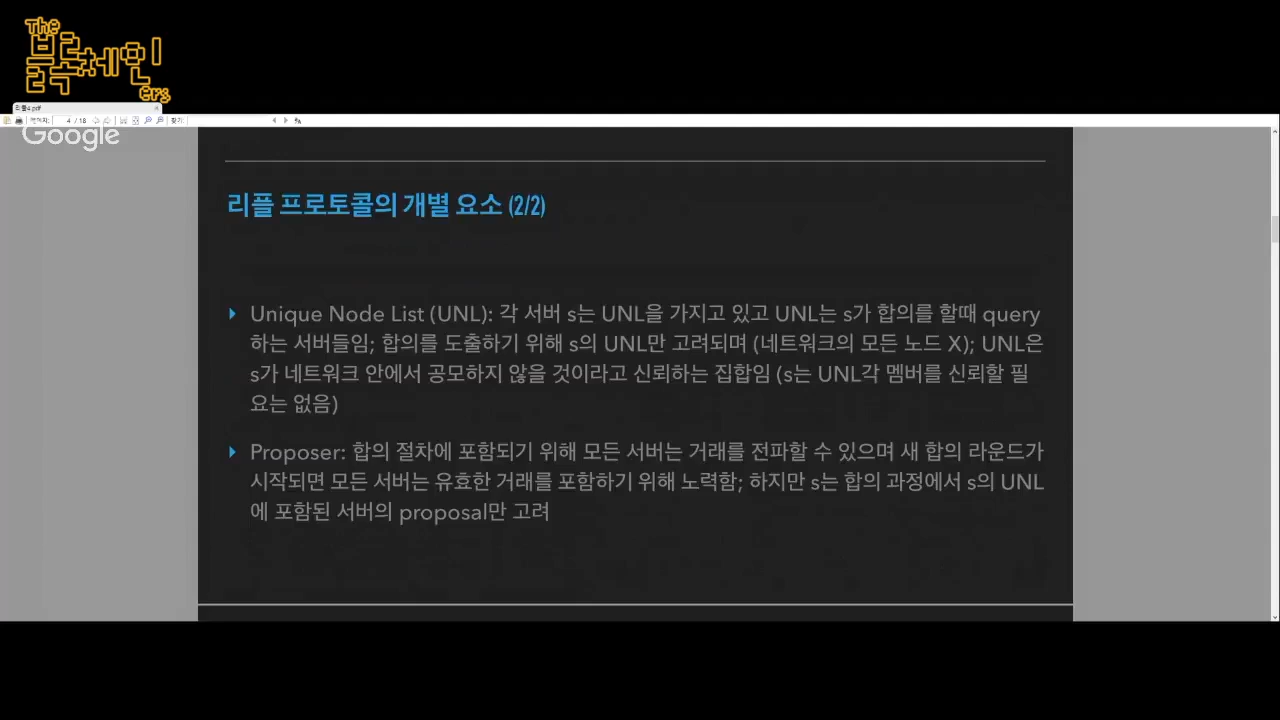 The
블록체인
ers
리플4.pdf
4 / 18
찾기:
Google
리플 프로토콜의 개별 요소 (2/2)
Unique Node List (UNL): 각 서버 s는 UNL을 가지고 있고 UNL는 s가 합의를 할때 query
하는 서버들임; 합의를 도출하기 위해 s의 UNL만 고려되며 (네트워크의 모든 노드 X); UNL은
s가 네트워크 안에서 공모하지 않을 것이라고 신뢰하는 집합임 (s는 UNL각 멤버를 신뢰할 필
요는 없음)
Proposer: 합의 절차에 포함되기 위해 모든 서버는 거래를 전파할 수 있으며 새 합의 라운드가
시작되면 모든 서버는 유효한 거래를 포함하기 위해 노력함; 하지만 s는 합의 과정에서 s의 UNL
에 포함된 서버의 proposal만 고려